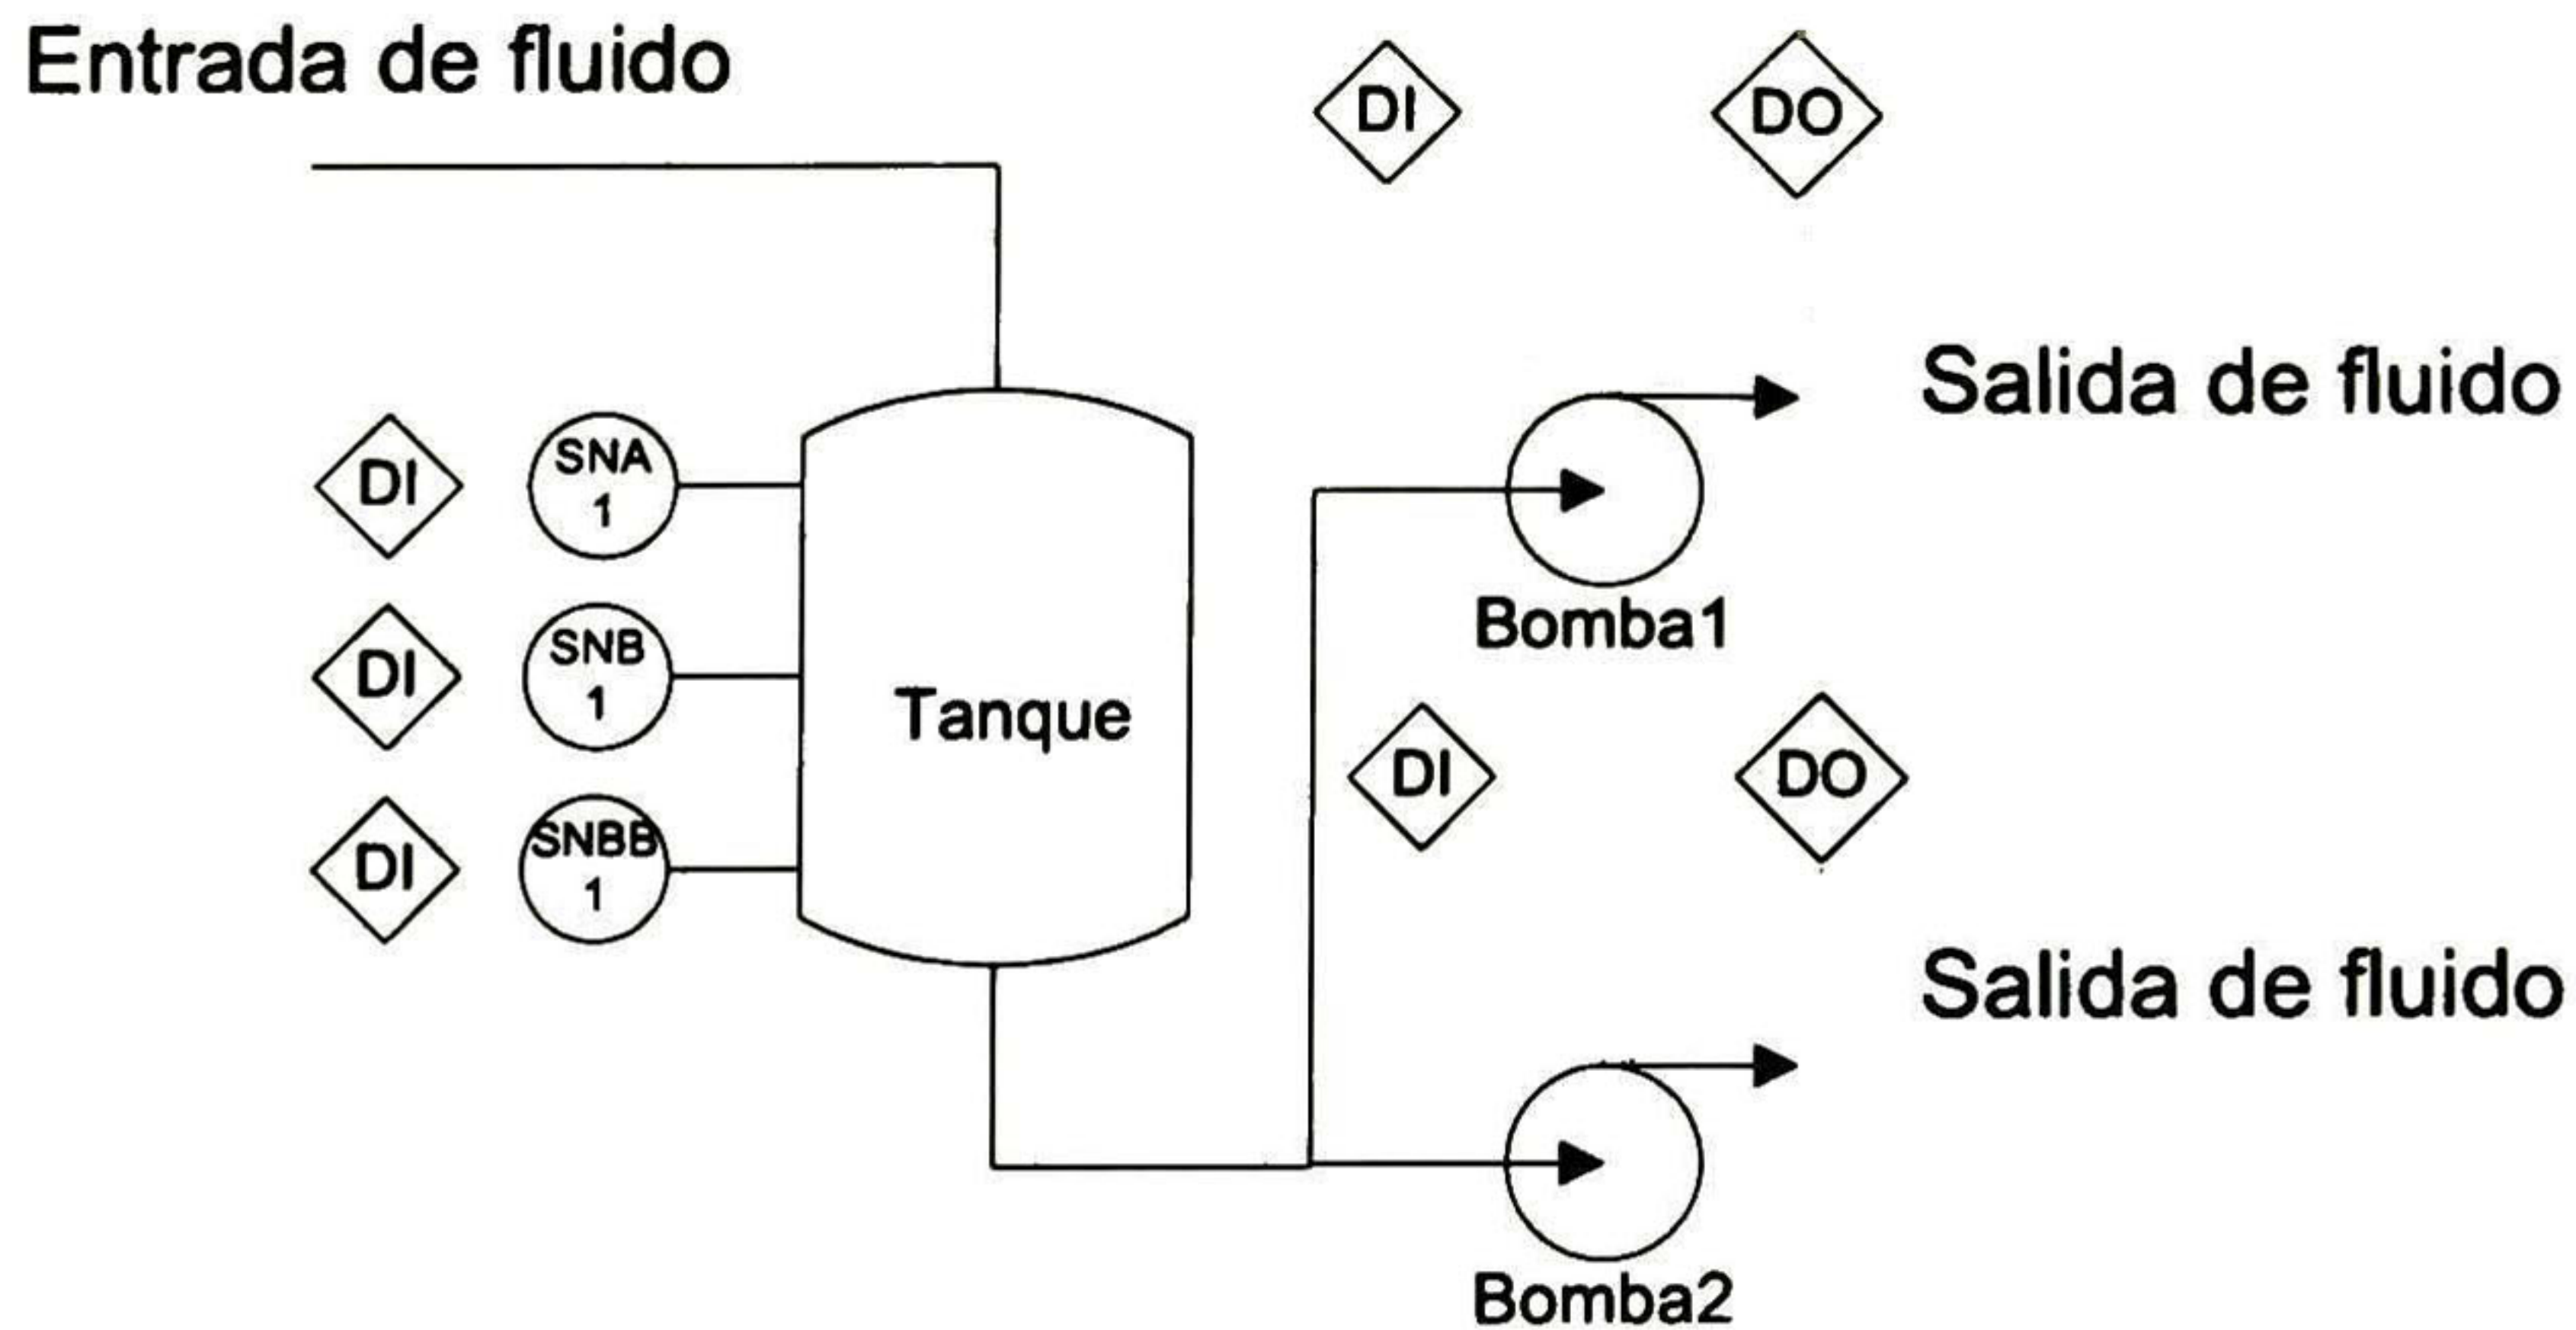 Entrada de fluido
DI
DO
Salida de fluido
DI
SNA
1
Bomba1
DI
SNB
1
Tanque
DI
DO
DI
SNBB
1
Salida de fluido
Bomba2